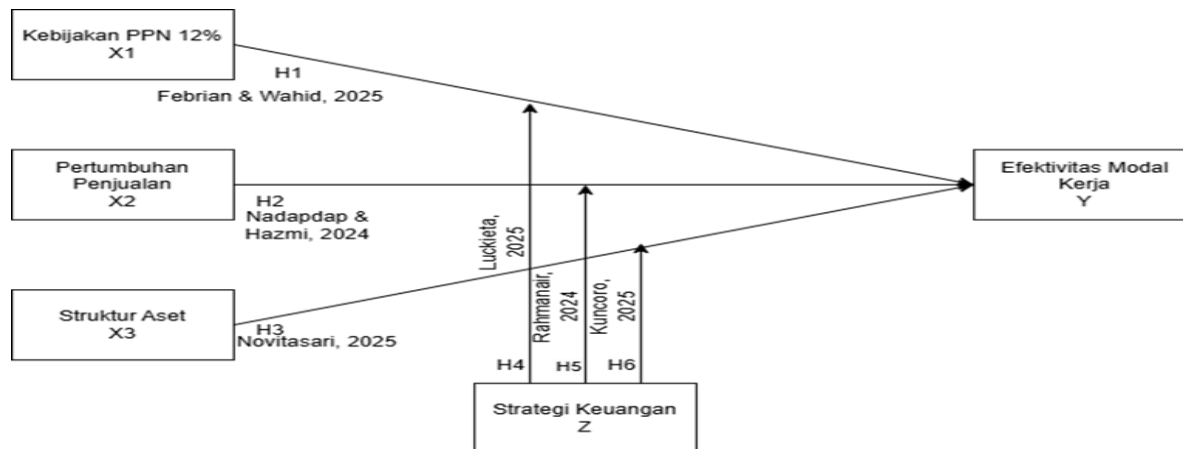 Kebijakan PPN 12%
X1
H1
Febrian & Wahid, 2025
Pertumbuhan
Penjualan
X2
H2
Nadapdap &
Hazmi, 2024
Efektivitas Modal
Kerja
Y
Luckieta,
2025
Rahmanair,
2024
Kuncoro,
2025
Struktur Aset
X3
H3
Novitasari, 2025
H4
H5
H6
Strategi Keuangan
Z